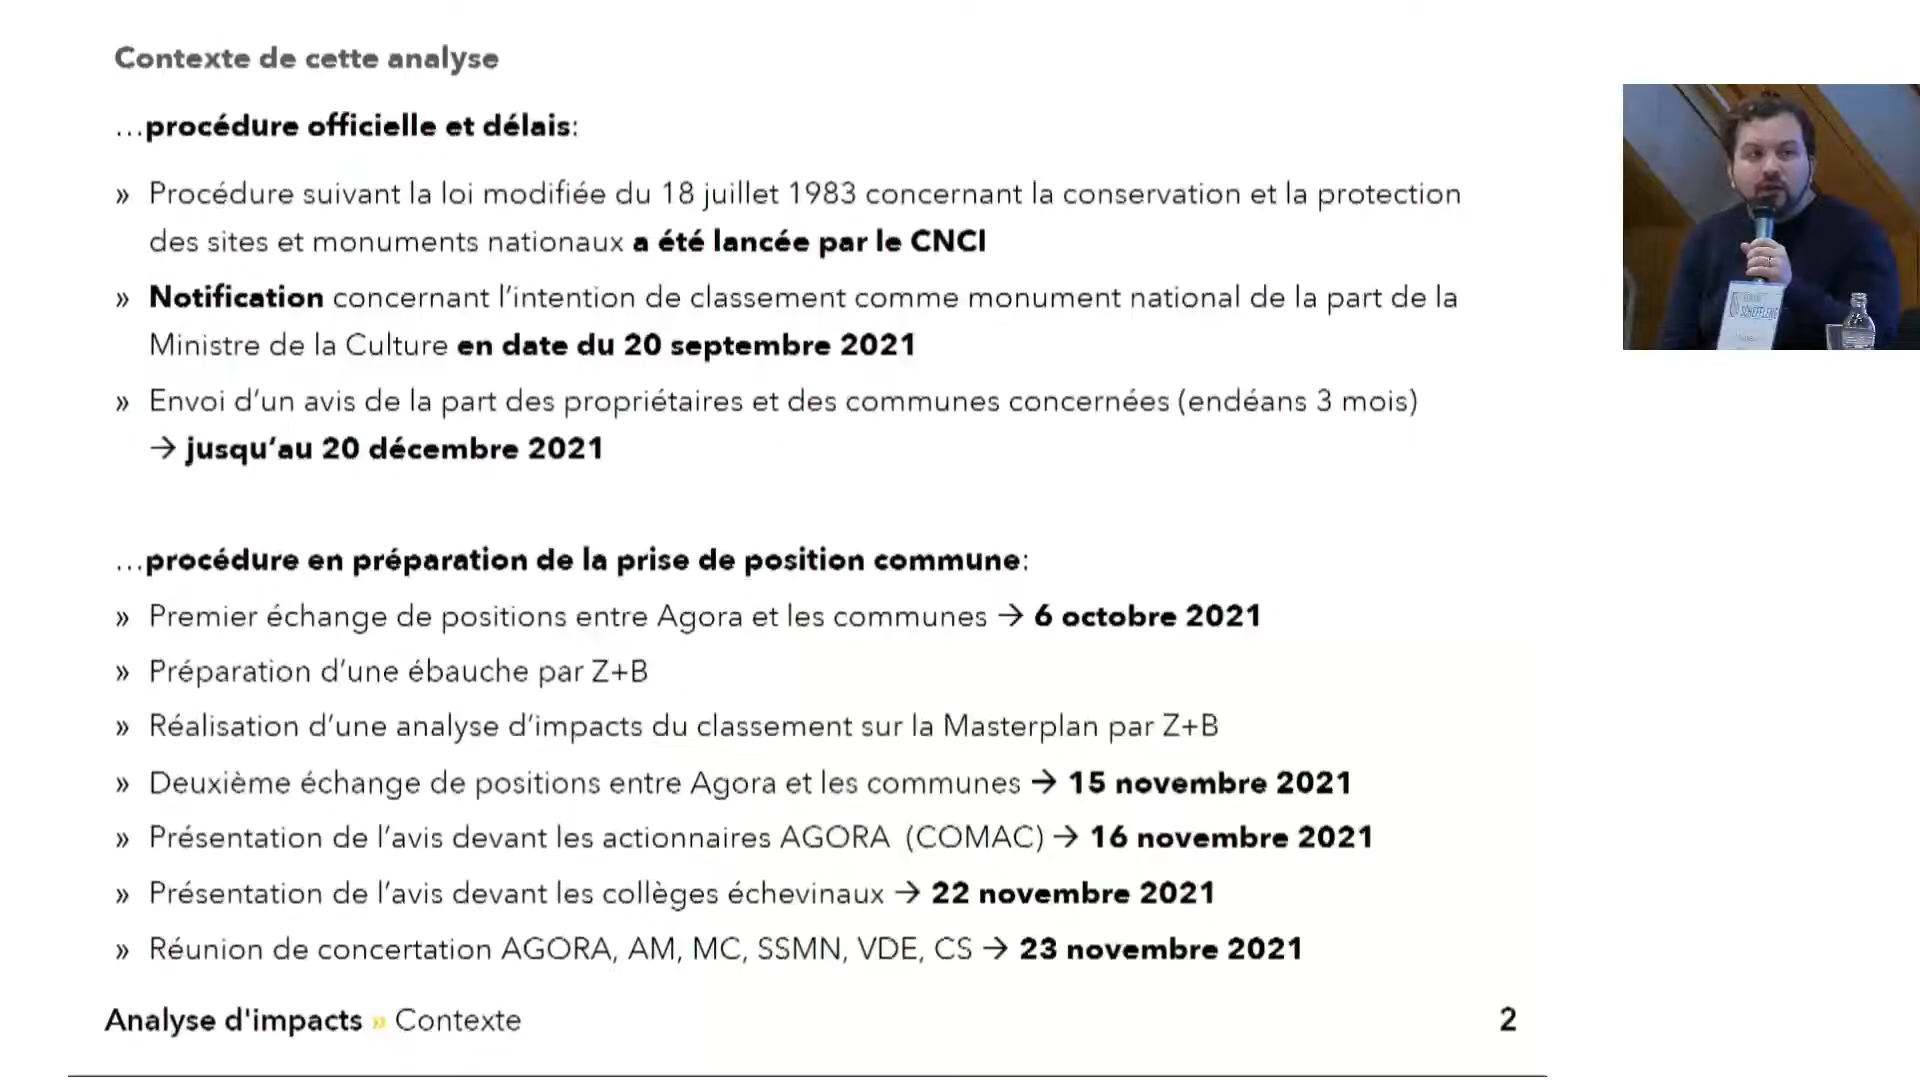 Contexte de cette analyse
…procédure officielle et délais:
» Procédure suivant la loi modifiée du 18 juillet 1983 concernant la conservation et la protection
des sites et monuments nationaux a été lancée par le CNCI
» Notification concernant l’intention de classement comme monument national de la part de la
Ministre de la Culture en date du 20 septembre 2021
» Envoi d’un avis de la part des propriétaires et des communes concernées (endéans 3 mois)
→ jusqu’au 20 décembre 2021
…procédure en préparation de la prise de position commune:
» Premier échange de positions entre Agora et les communes → 6 octobre 2021
» Préparation d’une ébauche par Z+B
» Réalisation d’une analyse d’impacts du classement sur la Masterplan par Z+B
» Deuxième échange de positions entre Agora et les communes → 15 novembre 2021
» Présentation de l’avis devant les actionnaires AGORA (COMAC) → 16 novembre 2021
» Présentation de l’avis devant les collèges échevinaux → 22 novembre 2021
» Réunion de concertation AGORA, AM, MC, SSMN, VDE, CS → 23 novembre 2021
Analyse d'impacts » Contexte
2